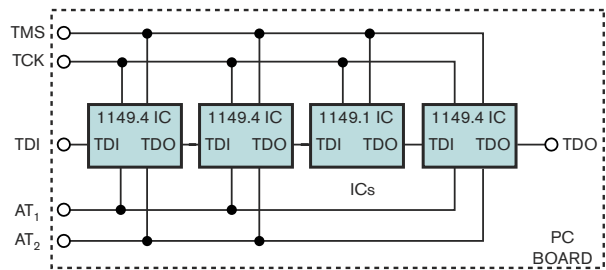 TMS
TCK
1149.4 IC 1149.4 IC 1149.1 IC 1149.4 IC
TDI TDI TDO TDI TDO TDI TDO TDI TDO TDO
ICs
AT1
AT2
PC
BOARD